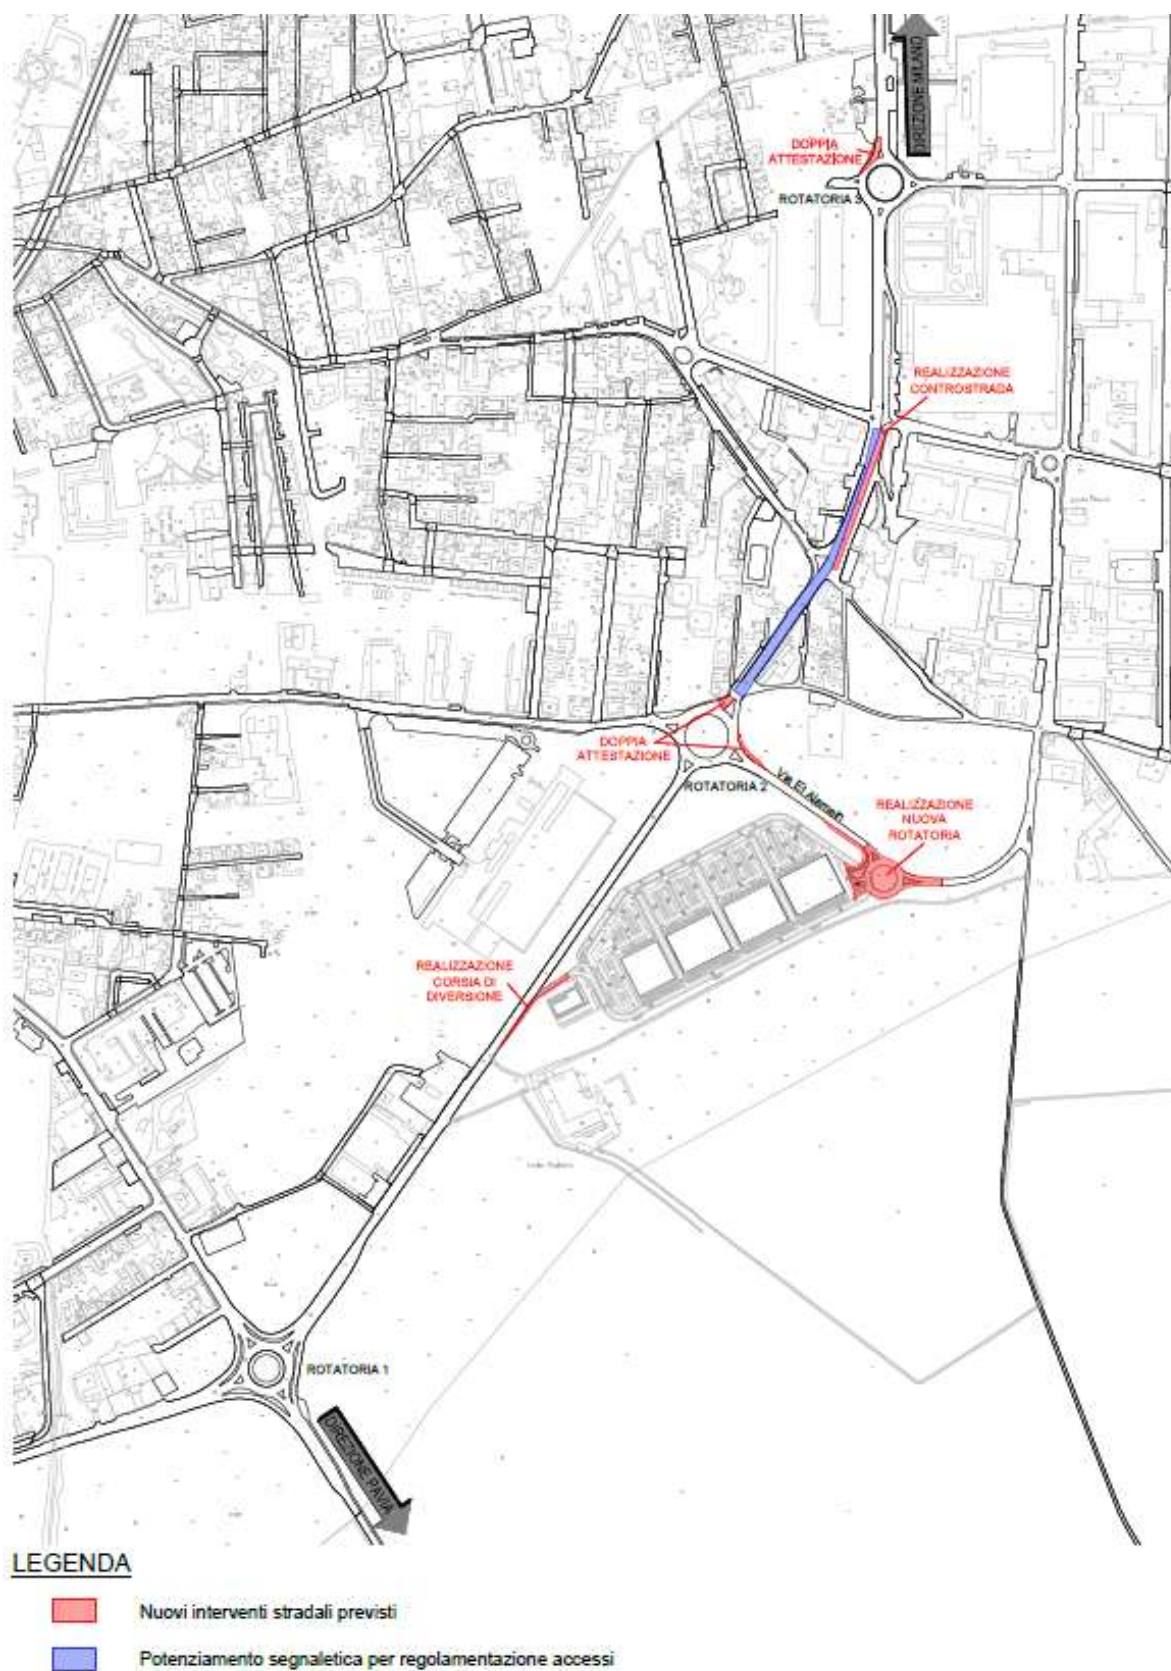 DIREZIONE MILANO
DOPPIA
ATTESTAZIONE
ROTATORIA 3
REALIZZAZIONE
CONTROSTRADA
DOPPIA
ATTESTAZIONE
ROTATORIA 2
Via El Alamein
REALIZZAZIONE
NUOVA
ROTATORIA
REALIZZAZIONE
CORSIA DI
DIVERSIONE
ROTATORIA 1
DIREZIONE PAVIA
LEGENDA
Nuovi interventi stradali previsti
Potenziamento segnaletica per regolamentazione accessi